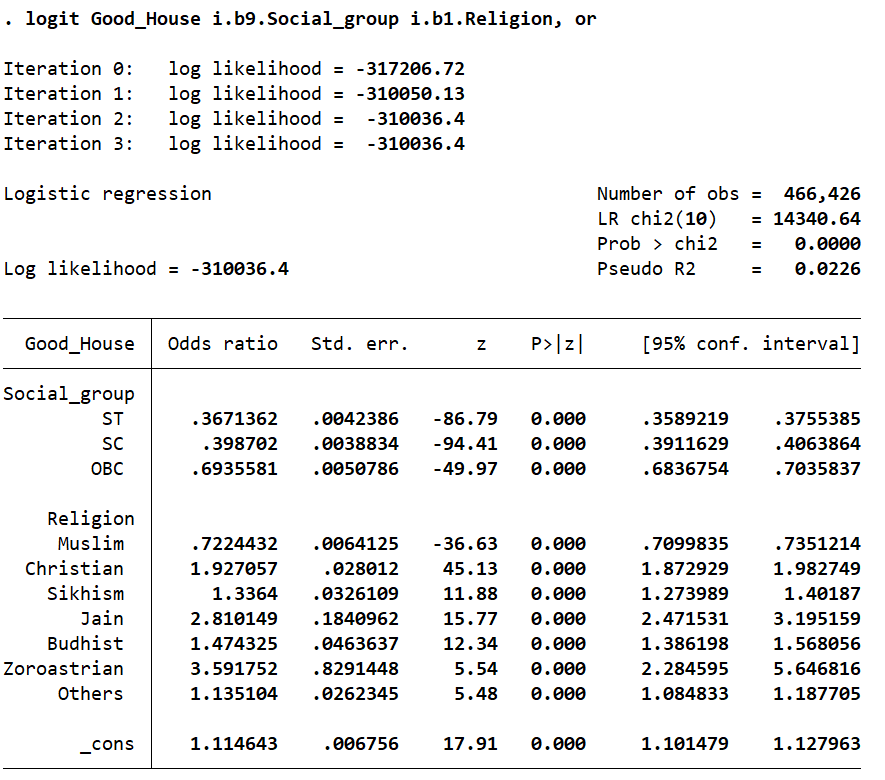 . logit Good_House i.b9.Social_group i.b1.Religion, or
Iteration 0:   log likelihood = -317206.72
Iteration 1:   log likelihood = -310050.13
Iteration 2:   log likelihood =  -310036.4
Iteration 3:   log likelihood =  -310036.4
Logistic regression                                   Number of obs =  466,426
LR chi2(10)   = 14340.64
Prob > chi2   =   0.0000
Log likelihood = -310036.4                            Pseudo R2     =   0.0226
Good_House   Odds ratio   Std. err.      z    P>|z|     [95% conf. interval]
Social_group
ST     .3671362   .0042386   -86.79   0.000     .3589219    .3755385
SC      .398702   .0038834   -94.41   0.000     .3911629    .4063864
OBC     .6935581   .0050786   -49.97   0.000     .6836754    .7035837
Religion
Muslim     .7224432   .0064125   -36.63   0.000     .7099835    .7351214
Christian     1.927057    .028012    45.13   0.000     1.872929    1.982749
Sikhism       1.3364   .0326109    11.88   0.000     1.273989     1.40187
Jain     2.810149   .1840962    15.77   0.000     2.471531    3.195159
Budhist     1.474325   .0463637    12.34   0.000     1.386198    1.568056
Zoroastrian     3.591752   .8291448     5.54   0.000     2.284595    5.646816
Others     1.135104   .0262345     5.48   0.000     1.084833    1.187705
_cons     1.114643    .006756    17.91   0.000     1.101479    1.127963